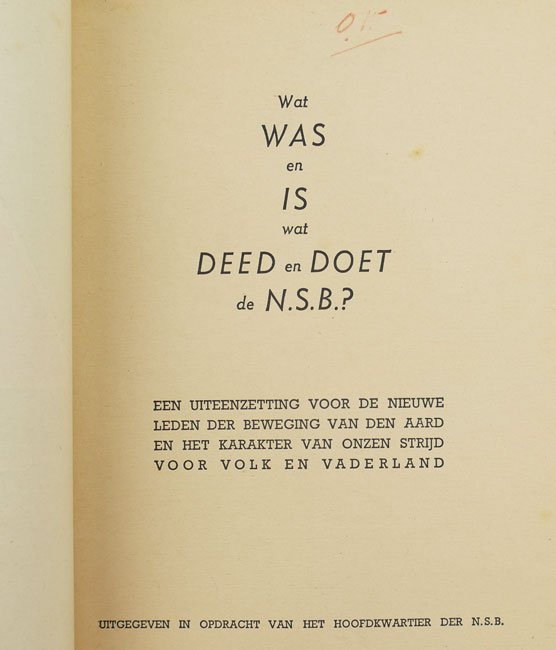 Wat
WAS
en
IS
wat
DEED en DOET
de N.S.B.?
EEN UITEENZETTING VOOR DE NIEUWE
LEDEN DER BEWEGING VAN DEN AARD
EN HET KARAKTER VAN ONZEN STRIJD
VOOR VOLK EN VADERLAND
UITGEGEVEN IN OPDRACHT VAN HET HOOFDKWARTIER DER N.S.B.